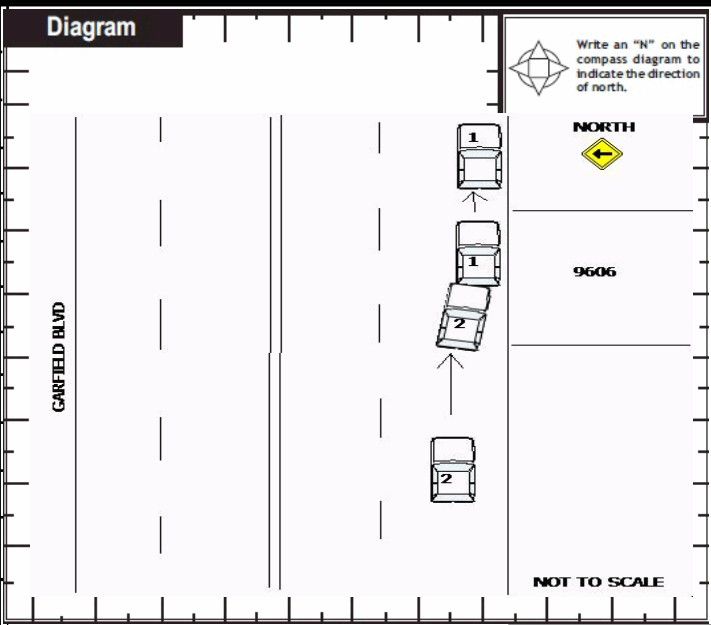 Diagram
Write an “N” on the
compass diagram to
indicate the direction
of north.
NORTH
1
1
9606
2
GARFIELD BLVD
2
NOT TO SCALE